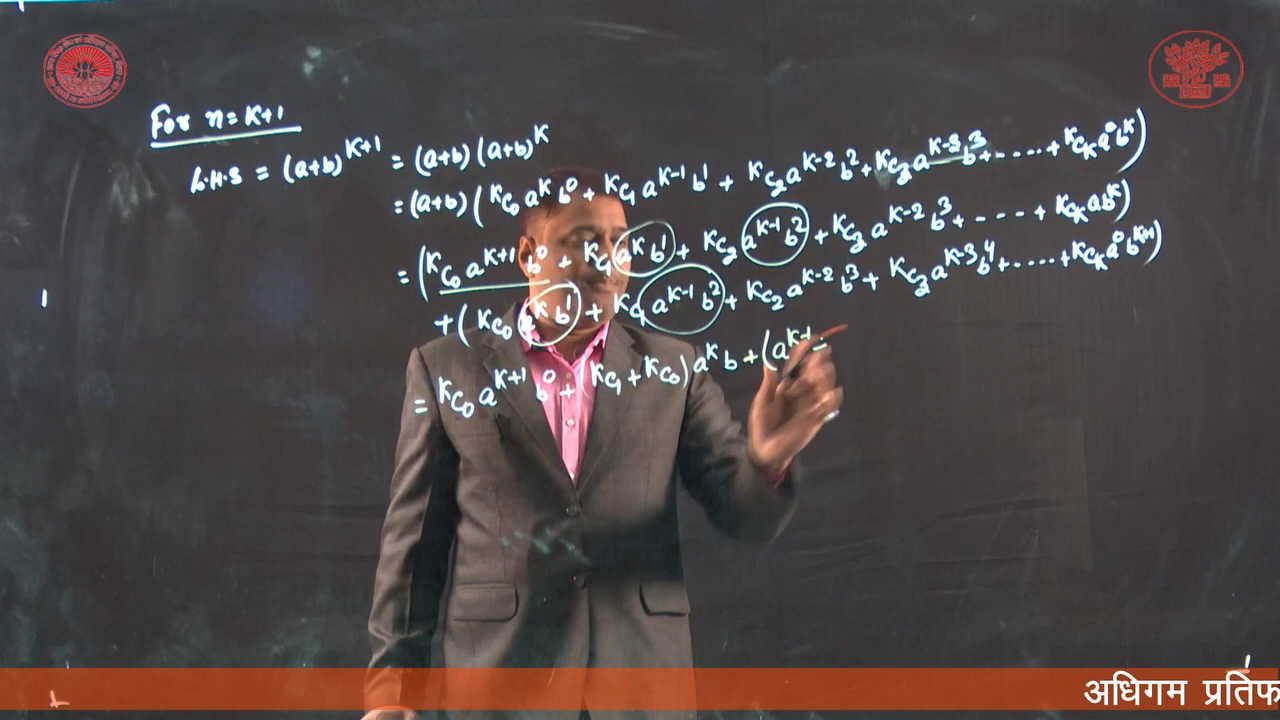 For n = K+1
L.H.S = (a+b)^{K+1} = (a+b) (a+b)^K
= (a+b) (^KC_0 a^K b^0 + ^KC_1 a^{K-1} b^1 + ^KC_2 a^{K-2} b^2 + ^KC_3 a^{K-3} b^3 + ..... + ^KC_K a^0 b^K)
= (^KC_0 a^{K+1} b^0 + ^KC_1 a^K b^1 + ^KC_2 a^{K-1} b^2 + ^KC_3 a^{K-2} b^3 + .... + ^KC_K a b^K)
+ (^KC_0 a^K b^1 + ^KC_1 a^{K-1} b^2 + ^KC_2 a^{K-2} b^3 + ^KC_3 a^{K-3} b^4 + ..... + ^KC_K a^0 b^{K+1})
= ^KC_0 a^{K+1} b^0 + (^KC_1 + ^KC_0) a^K b + (a^{K-1}
अधिगम प्रतिफ